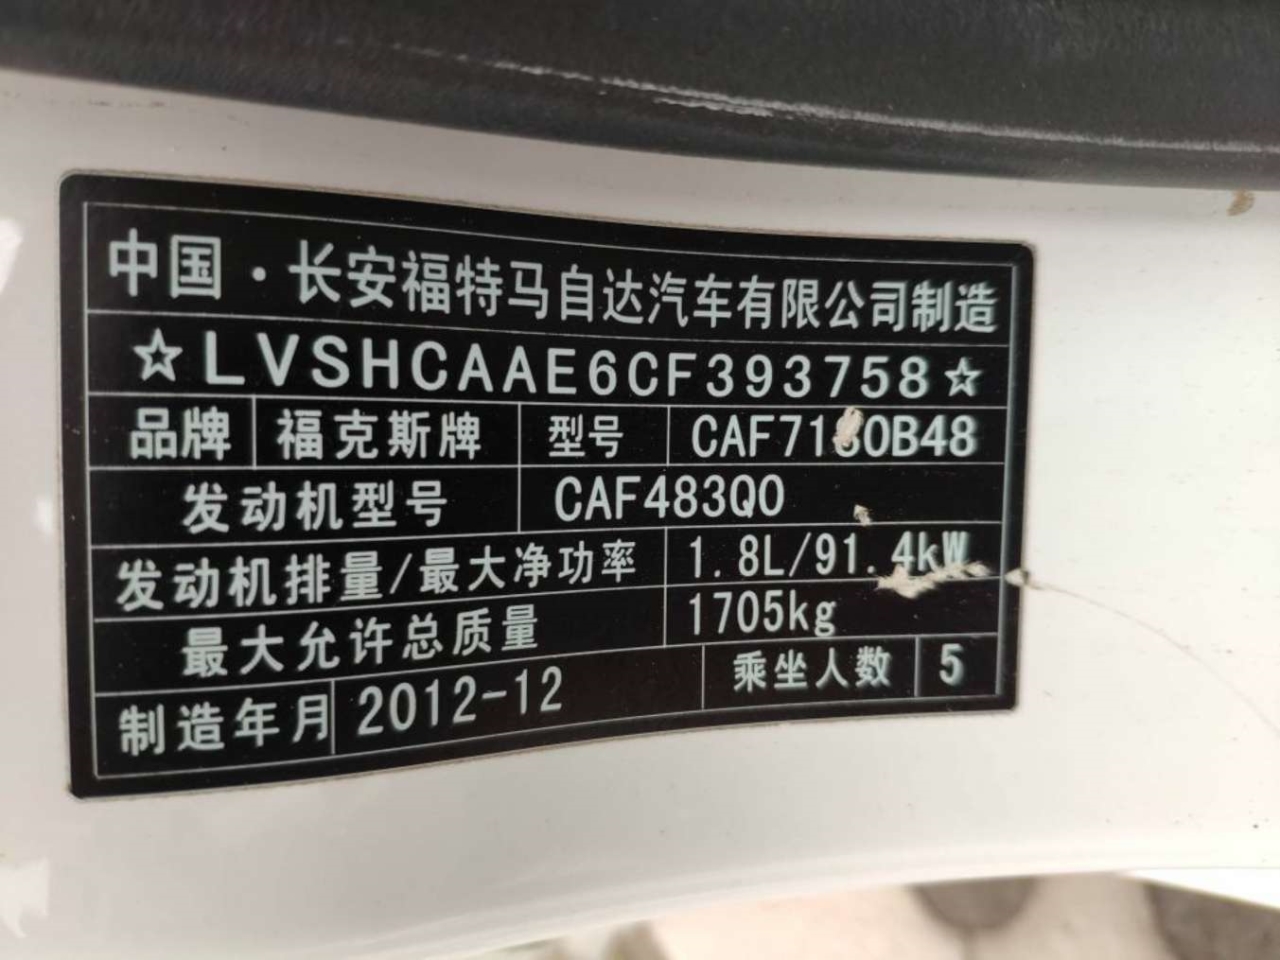 中国·长安福特马自达汽车有限公司制造
☆LVSHCAAE6CF393758☆
品牌 福克斯牌 型号 CAF7180B48
发动机型号 CAF483Q0
发动机排量/最大净功率 1.8L/91.4kW
最大允许总质量 1705kg
制造年月 2012-12 乘坐人数 5